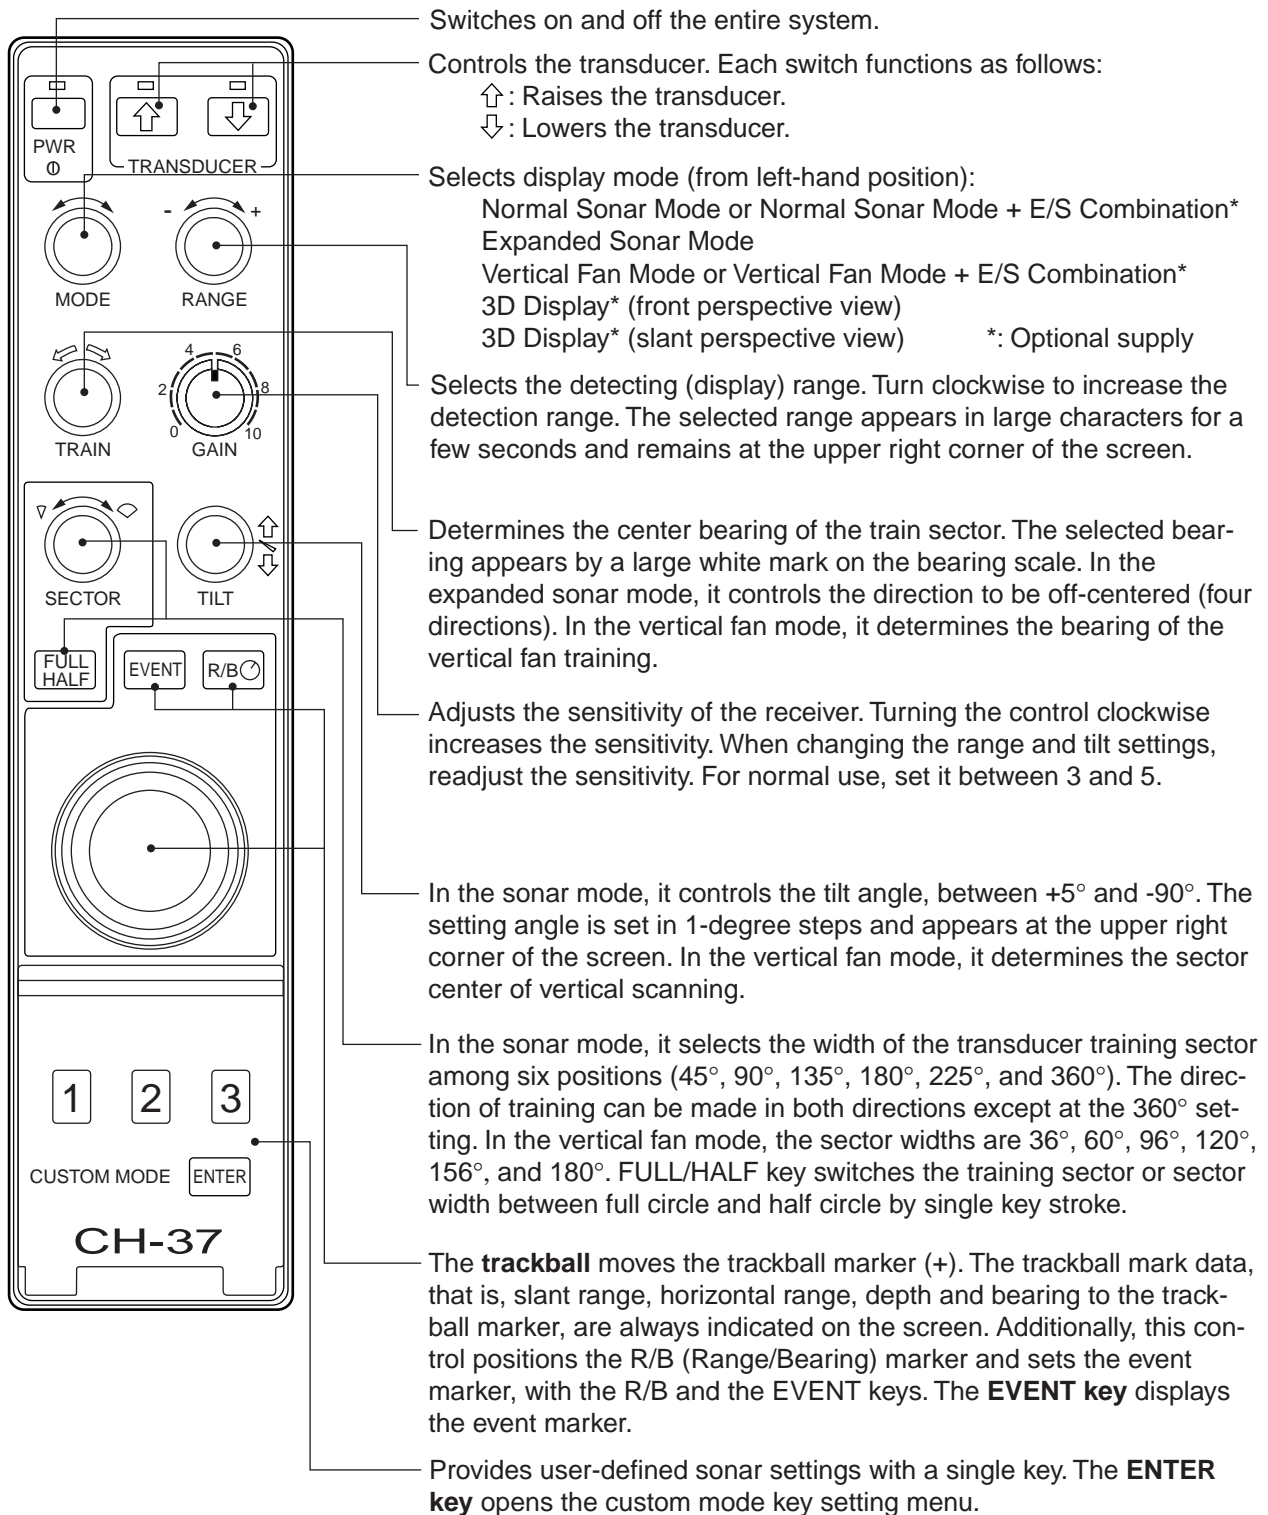 Switches on and off the entire system.
Controls the transducer. Each switch functions as follows:
⇧: Raises the transducer.
⇩: Lowers the transducer.
PWR
TRANSDUCER
Selects display mode (from left-hand position):
Normal Sonar Mode or Normal Sonar Mode + E/S Combination*
Expanded Sonar Mode
Vertical Fan Mode or Vertical Fan Mode + E/S Combination*
3D Display* (front perspective view)
3D Display* (slant perspective view) *: Optional supply
- +
MODE RANGE
Selects the detecting (display) range. Turn clockwise to increase the
detection range. The selected range appears in large characters for a
few seconds and remains at the upper right corner of the screen.
4 6
2 8
0 10
TRAIN GAIN
Determines the center bearing of the train sector. The selected bear-
ing appears by a large white mark on the bearing scale. In the
expanded sonar mode, it controls the direction to be off-centered (four
directions). In the vertical fan mode, it determines the bearing of the
vertical fan training.
SECTOR TILT
FULL
HALF
EVENT
R/B
Adjusts the sensitivity of the receiver. Turning the control clockwise
increases the sensitivity. When changing the range and tilt settings,
readjust the sensitivity. For normal use, set it between 3 and 5.
In the sonar mode, it controls the tilt angle, between +5° and -90°. The
setting angle is set in 1-degree steps and appears at the upper right
corner of the screen. In the vertical fan mode, it determines the sector
center of vertical scanning.
In the sonar mode, it selects the width of the transducer training sector
among six positions (45°, 90°, 135°, 180°, 225°, and 360°). The direc-
tion of training can be made in both directions except at the 360° set-
ting. In the vertical fan mode, the sector widths are 36°, 60°, 96°, 120°,
156°, and 180°. FULL/HALF key switches the training sector or sector
width between full circle and half circle by single key stroke.
1 2 3
CUSTOM MODE ENTER
CH-37
The trackball moves the trackball marker (+). The trackball mark data,
that is, slant range, horizontal range, depth and bearing to the track-
ball marker, are always indicated on the screen. Additionally, this con-
trol positions the R/B (Range/Bearing) marker and sets the event
marker, with the R/B and the EVENT keys. The EVENT key displays
the event marker.
Provides user-defined sonar settings with a single key. The ENTER
key opens the custom mode key setting menu.